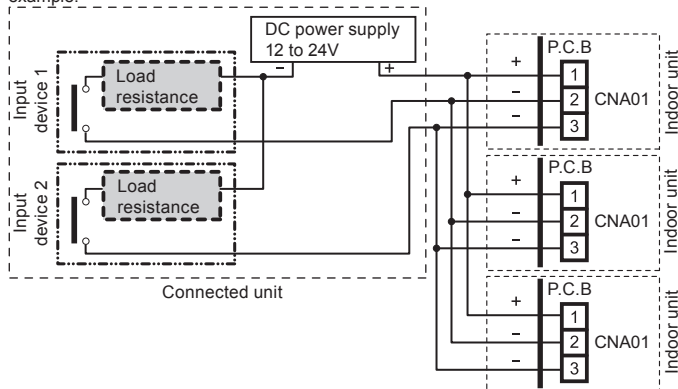 example.
DC power supply
12 to 24V
−
+
Input
device 1
Load
resistance
Input
device 2
Load
resistance
Connected unit
+
−
−
P.C.B
1
2
3
CNA01
Indoor unit
+
−
−
P.C.B
1
2
3
CNA01
Indoor unit
+
−
−
P.C.B
1
2
3
CNA01
Indoor unit